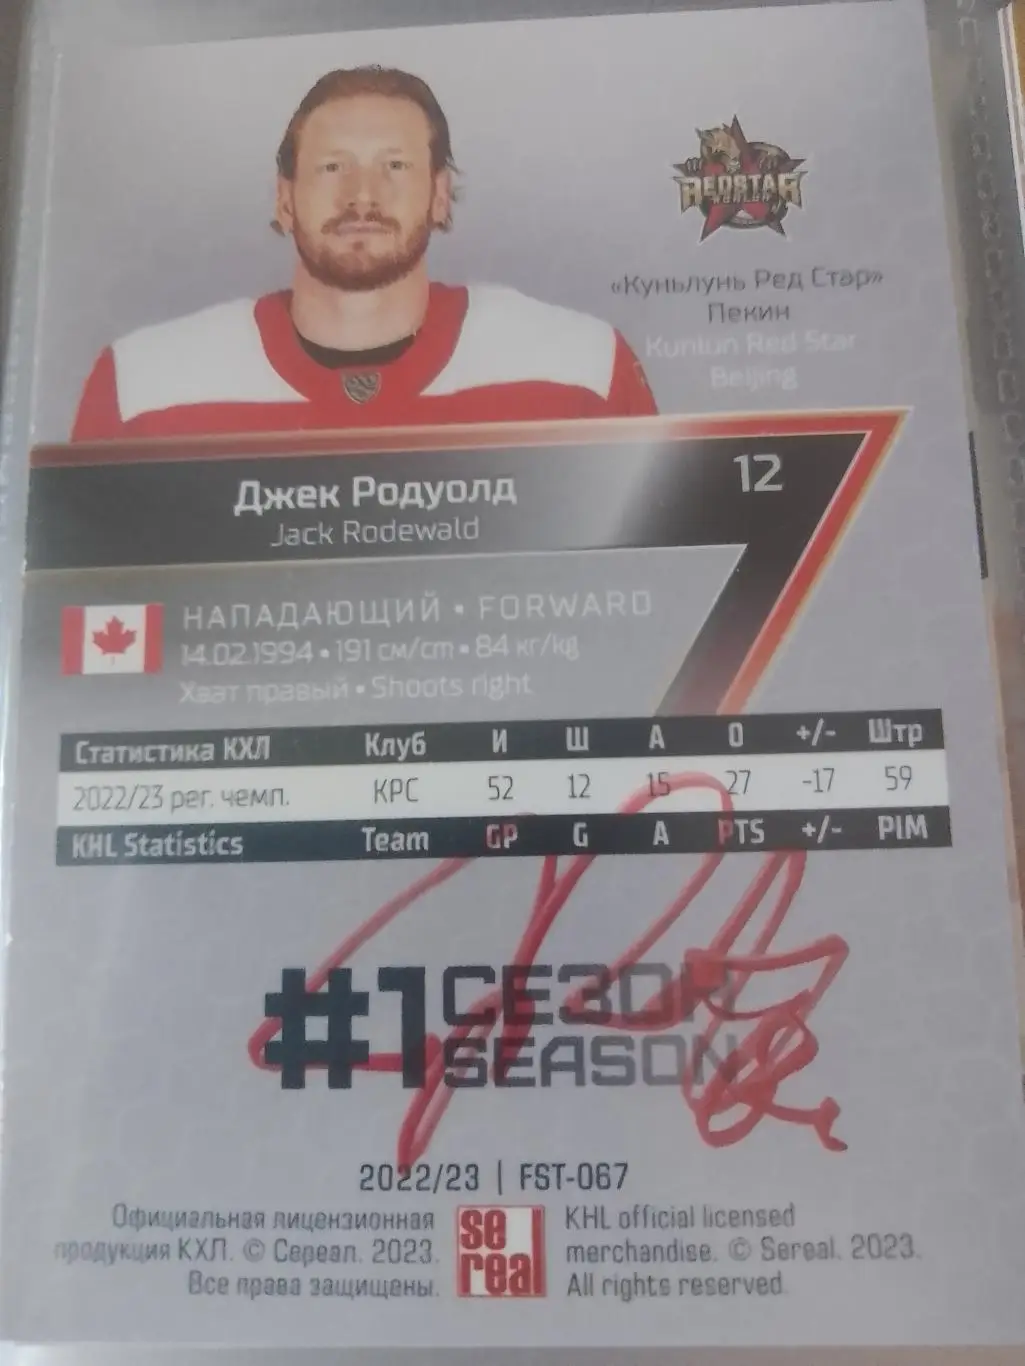 REDSTAR
KUNLUN
«Куньлунь Ред Стар»
Пекин
Kunlun Red Star
Beijing
12
Джек Родуолд
Jack Rodewald
НАПАДАЮЩИЙ • FORWARD
14.02.1994 • 191 см/cm • 84 кг/kg
Хват правый • Shoots right
Статистика КХЛ Клуб И Ш А О +/- Штр
2022/23 рег. чемп. КРС 52 12 15 27 -17 59
KHL Statistics Team GP G A PTS +/- PIM
#1 СЕЗОН
SEASON
2022/23 | FST-067
Официальная лицензионная
продукция КХЛ. © Сереал. 2023.
Все права защищены.
se
real
KHL official licensed
merchandise. © Sereal. 2023.
All rights reserved.